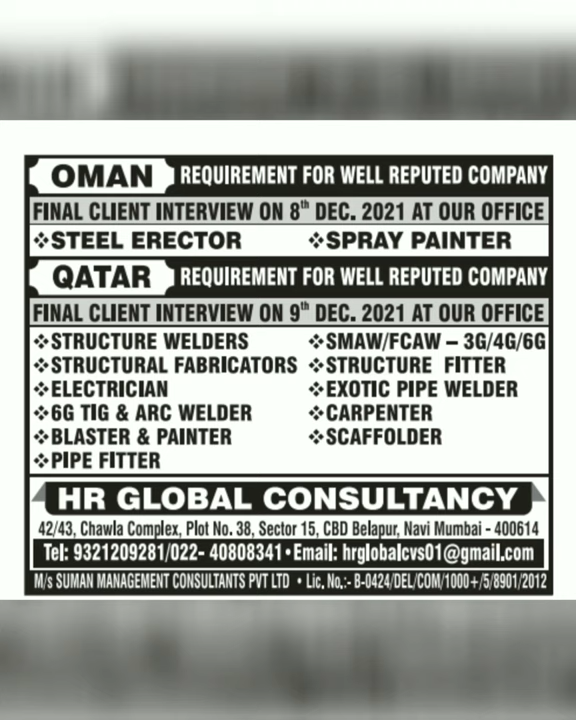 OMAN REQUIREMENT FOR WELL REPUTED COMPANY
FINAL CLIENT INTERVIEW ON 8th DEC. 2021 AT OUR OFFICE
❖STEEL ERECTOR ❖SPRAY PAINTER
QATAR REQUIREMENT FOR WELL REPUTED COMPANY
FINAL CLIENT INTERVIEW ON 9th DEC. 2021 AT OUR OFFICE
❖STRUCTURE WELDERS ❖SMAW/FCAW – 3G/4G/6G
❖STRUCTURAL FABRICATORS ❖STRUCTURE FITTER
❖ELECTRICIAN ❖EXOTIC PIPE WELDER
❖6G TIG & ARC WELDER ❖CARPENTER
❖BLASTER & PAINTER ❖SCAFFOLDER
❖PIPE FITTER
HR GLOBAL CONSULTANCY
42/43, Chawla Complex, Plot No. 38, Sector 15, CBD Belapur, Navi Mumbai - 400614
Tel: 9321209281/022- 40808341 • Email: hrglobalcvs01@gmail.com
M/s SUMAN MANAGEMENT CONSULTANTS PVT LTD • Lic. No.:- B-0424/DEL/COM/1000+/5/8901/2012